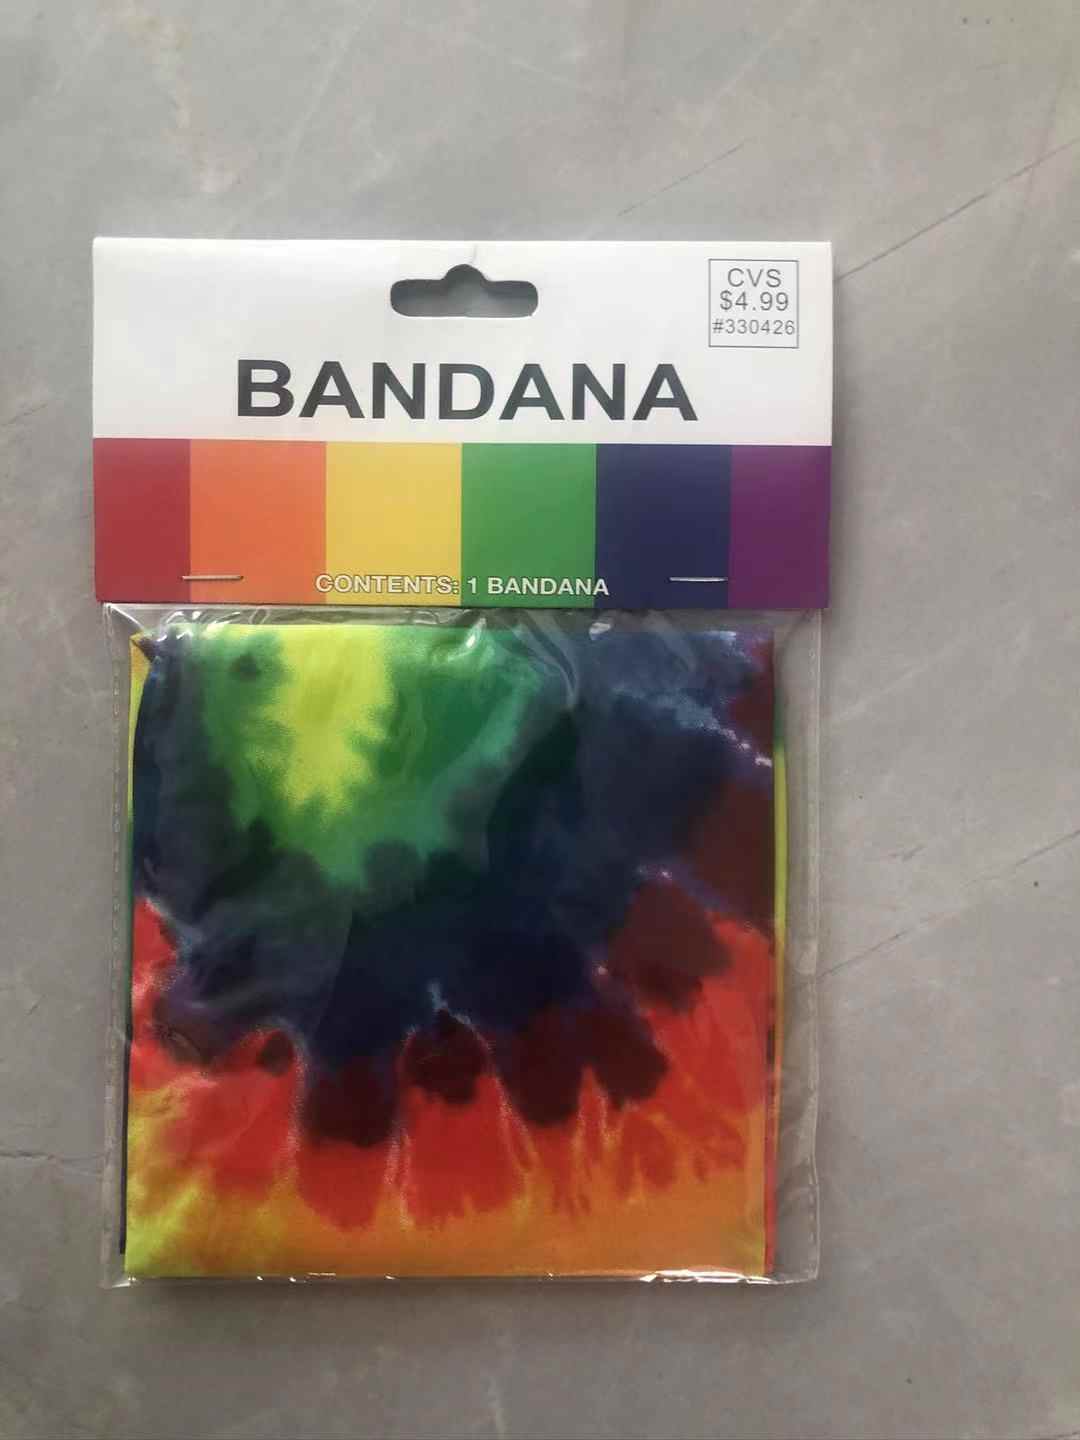 CVS
$4.99
#330426
BANDANA
CONTENTS: 1 BANDANA